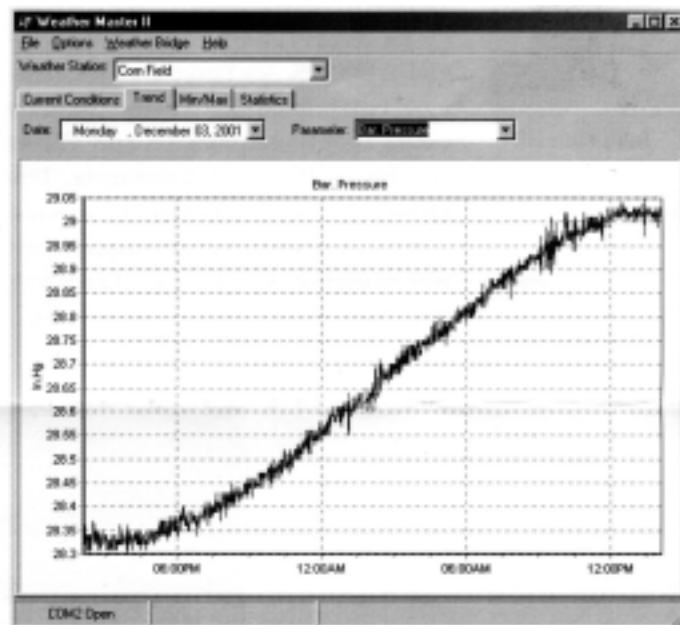 Weather Master II
File Options Weather Bridge Help
Weather Station: Corn Field
Current Conditions Trend Min/Max Statistics
Date: Monday , December 03, 2001 Parameter: Bar. Pressure
Bar. Pressure
29.05
29
28.95
28.9
28.85
28.8
28.75
28.7
28.65
28.6
28.55
28.5
28.45
28.4
28.35
28.3
In.Hg
06:00PM 12:00AM 06:00AM 12:00PM
COM2 Open